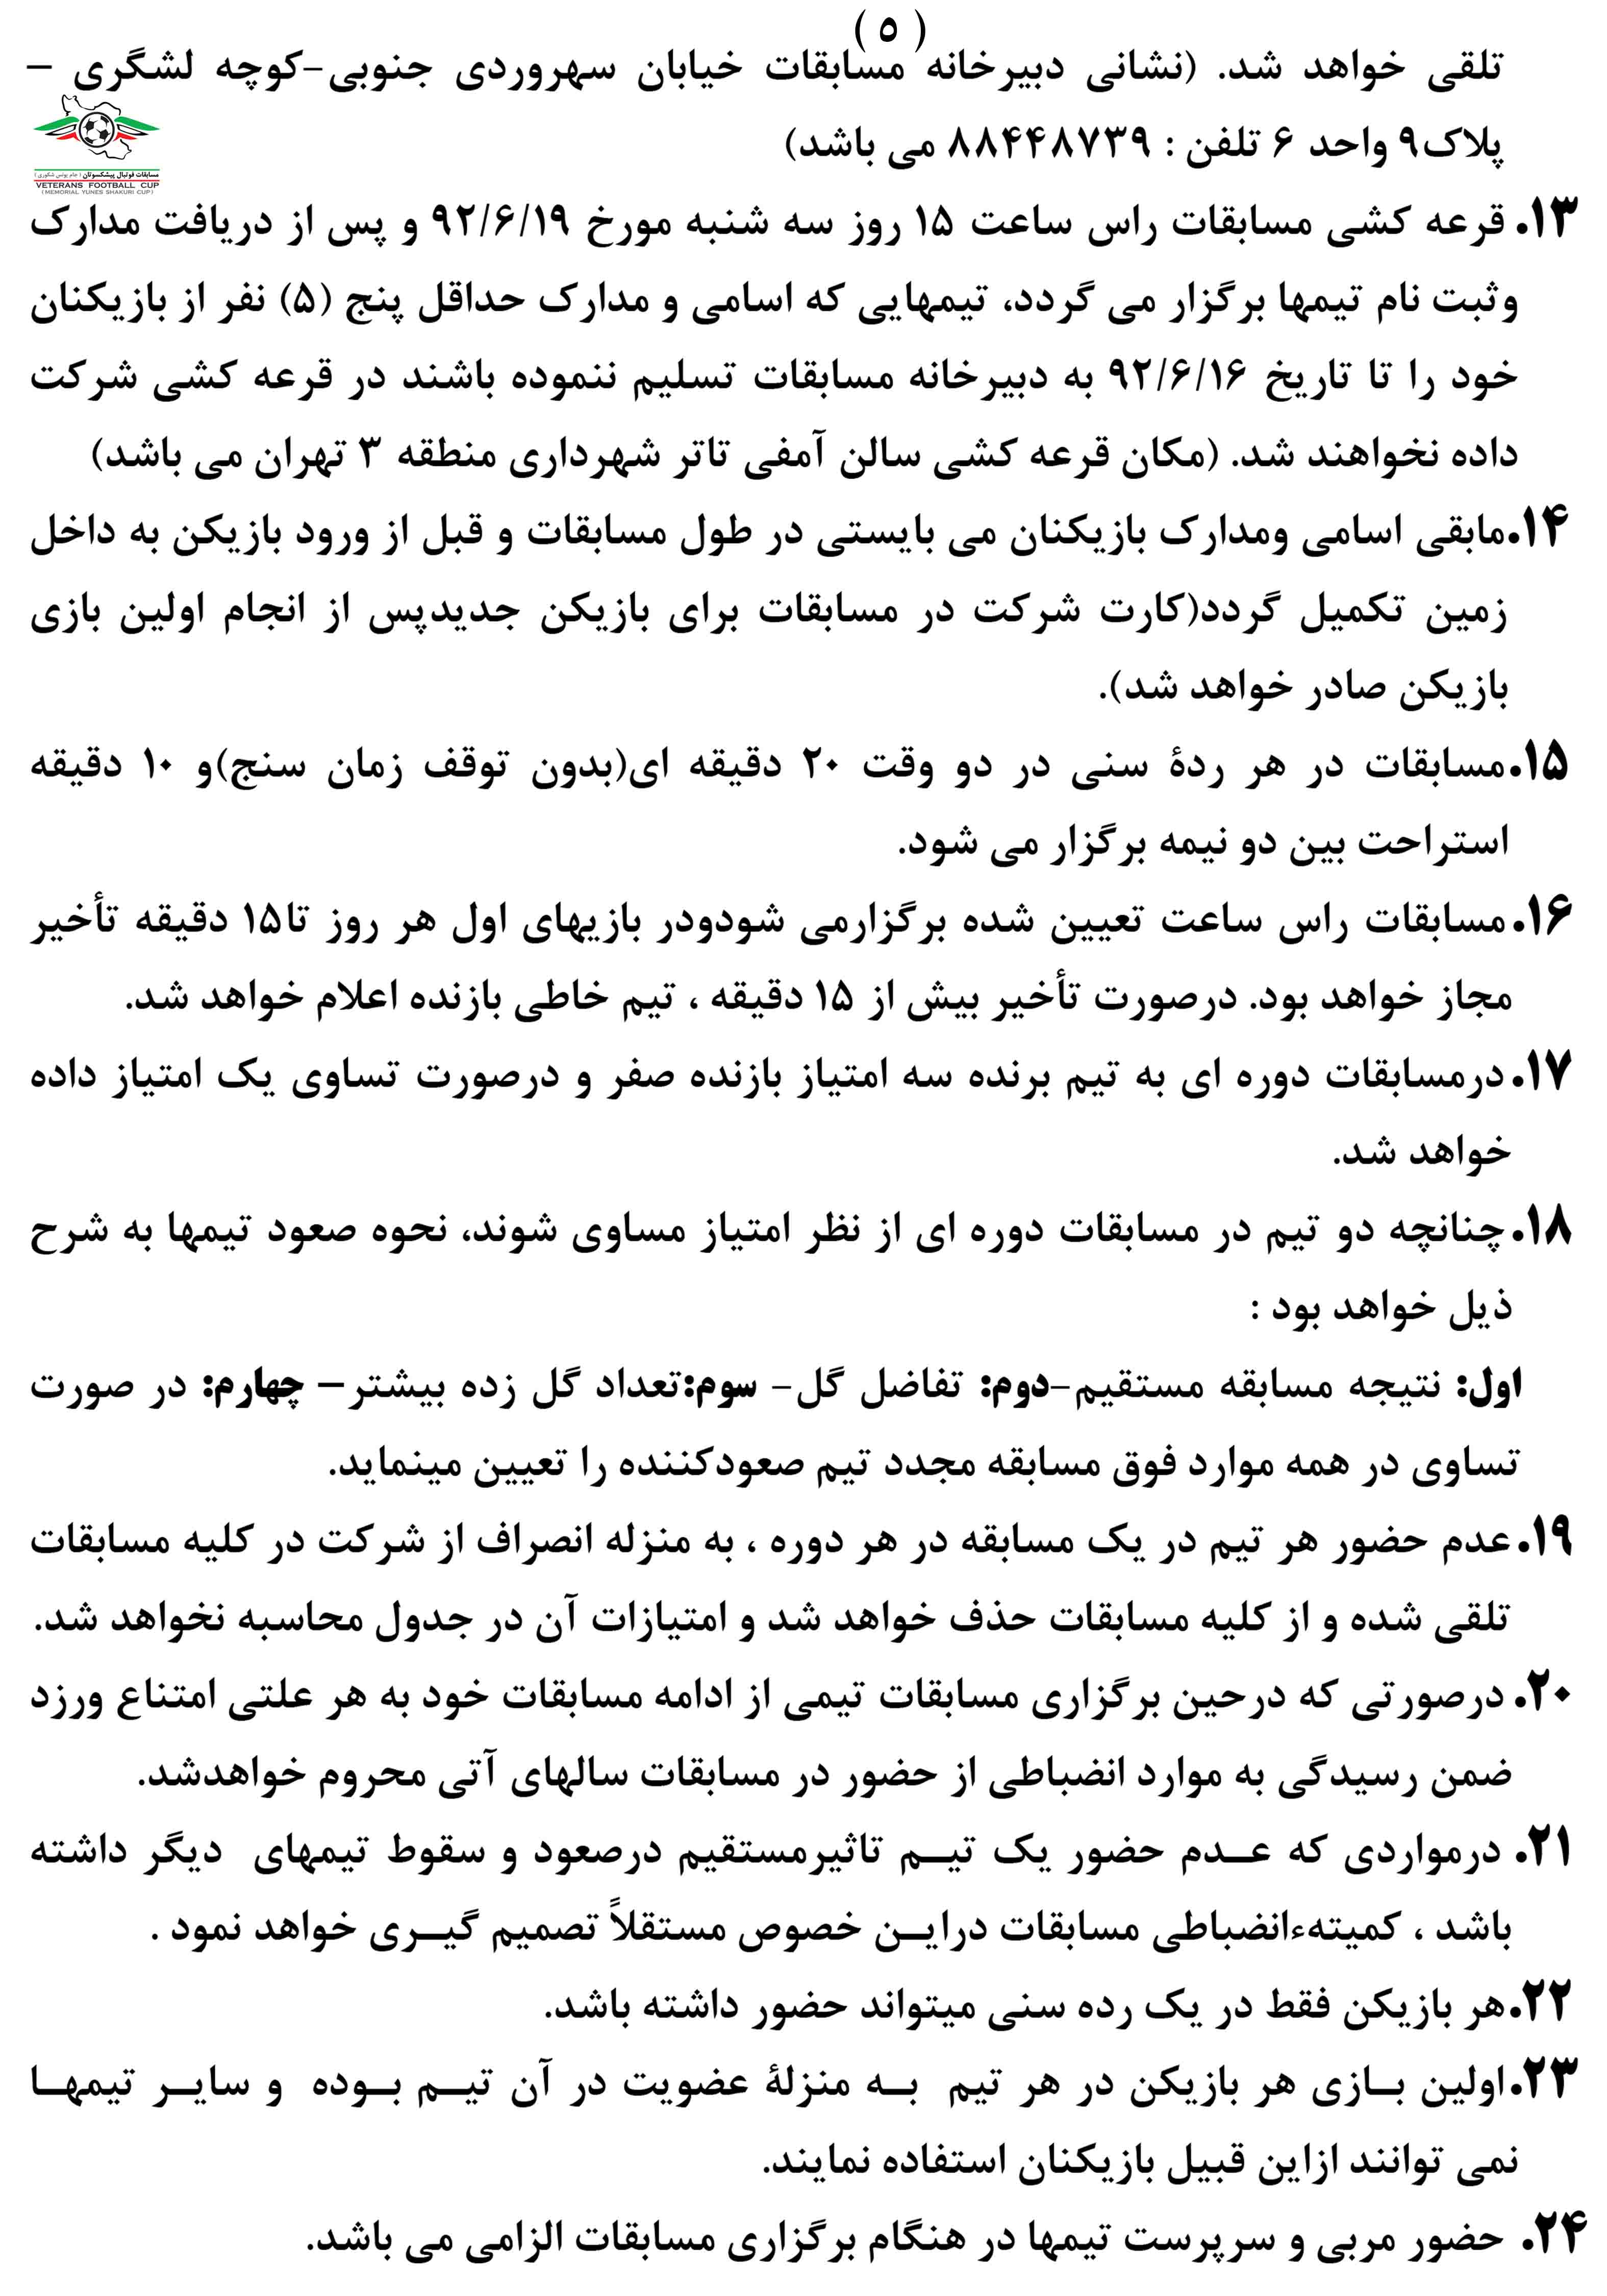 ( ۵ )
تلقی خواهد شد. (نشانی دبیرخانه مسابقات خیابان سهروردی جنوبی-کوچه لشگری –
پلاک۹ واحد ۶ تلفن : ۸۸۴۴۸۷۳۹ می باشد)
مسابقات فوتبال پیشکسوتان ( جام یونس شکوری )
VETERANS FOOTBALL CUP
( MEMORIAL YUNES SHAKURI CUP )
۱۳. قرعه کشی مسابقات راس ساعت ۱۵ روز سه شنبه مورخ ۹۲/۶/۱۹ و پس از دریافت مدارک
وثبت نام تیمها برگزار می گردد، تیمهایی که اسامی و مدارک حداقل پنج (۵) نفر از بازیکنان
خود را تا تاریخ ۹۲/۶/۱۶ به دبیرخانه مسابقات تسلیم ننموده باشند در قرعه کشی شرکت
داده نخواهند شد. (مکان قرعه کشی سالن آمفی تاتر شهرداری منطقه ۳ تهران می باشد)
۱۴.مابقی اسامی ومدارک بازیکنان می بایستی در طول مسابقات و قبل از ورود بازیکن به داخل
زمین تکمیل گردد(کارت شرکت در مسابقات برای بازیکن جدیدپس از انجام اولین بازی
بازیکن صادر خواهد شد).
۱۵.مسابقات در هر ردۀ سنی در دو وقت ۲۰ دقیقه ای(بدون توقف زمان سنج)و ۱۰ دقیقه
استراحت بین دو نیمه برگزار می شود.
۱۶.مسابقات راس ساعت تعیین شده برگزارمی شودودر بازیهای اول هر روز تا۱۵ دقیقه تأخیر
مجاز خواهد بود. درصورت تأخیر بیش از ۱۵ دقیقه ، تیم خاطی بازنده اعلام خواهد شد.
۱۷.درمسابقات دوره ای به تیم برنده سه امتیاز بازنده صفر و درصورت تساوی یک امتیاز داده
خواهد شد.
۱۸.چنانچه دو تیم در مسابقات دوره ای از نظر امتیاز مساوی شوند، نحوه صعود تیمها به شرح
ذیل خواهد بود :
اول: نتیجه مسابقه مستقیم-دوم: تفاضل گل- سوم:تعداد گل زده بیشتر– چهارم: در صورت
تساوی در همه موارد فوق مسابقه مجدد تیم صعودکننده را تعیین مینماید.
۱۹.عدم حضور هر تیم در یک مسابقه در هر دوره ، به منزله انصراف از شرکت در کلیه مسابقات
تلقی شده و از کلیه مسابقات حذف خواهد شد و امتیازات آن در جدول محاسبه نخواهد شد.
۲۰.درصورتی که درحین برگزاری مسابقات تیمی از ادامه مسابقات خود به هر علتی امتناع ورزد
ضمن رسیدگی به موارد انضباطی از حضور در مسابقات سالهای آتی محروم خواهدشد.
۲۱. درمواردی که عــدم حضور یک تیــم تاثیرمستقیم درصعود و سقوط تیمهای دیگر داشته
باشد ، کمیتهءانضباطی مسابقات درایــن خصوص مستقلاً تصمیم گیــری خواهد نمود .
۲۲.هر بازیکن فقط در یک رده سنی میتواند حضور داشته باشد.
۲۳.اولین بــازی هر بازیکن در هر تیم بــه منزلۀ عضویت در آن تیــم بــوده و سایــر تیمهــا
نمی توانند ازاین قبیل بازیکنان استفاده نمایند.
۲۴. حضور مربی و سرپرست تیمها در هنگام برگزاری مسابقات الزامی می باشد.